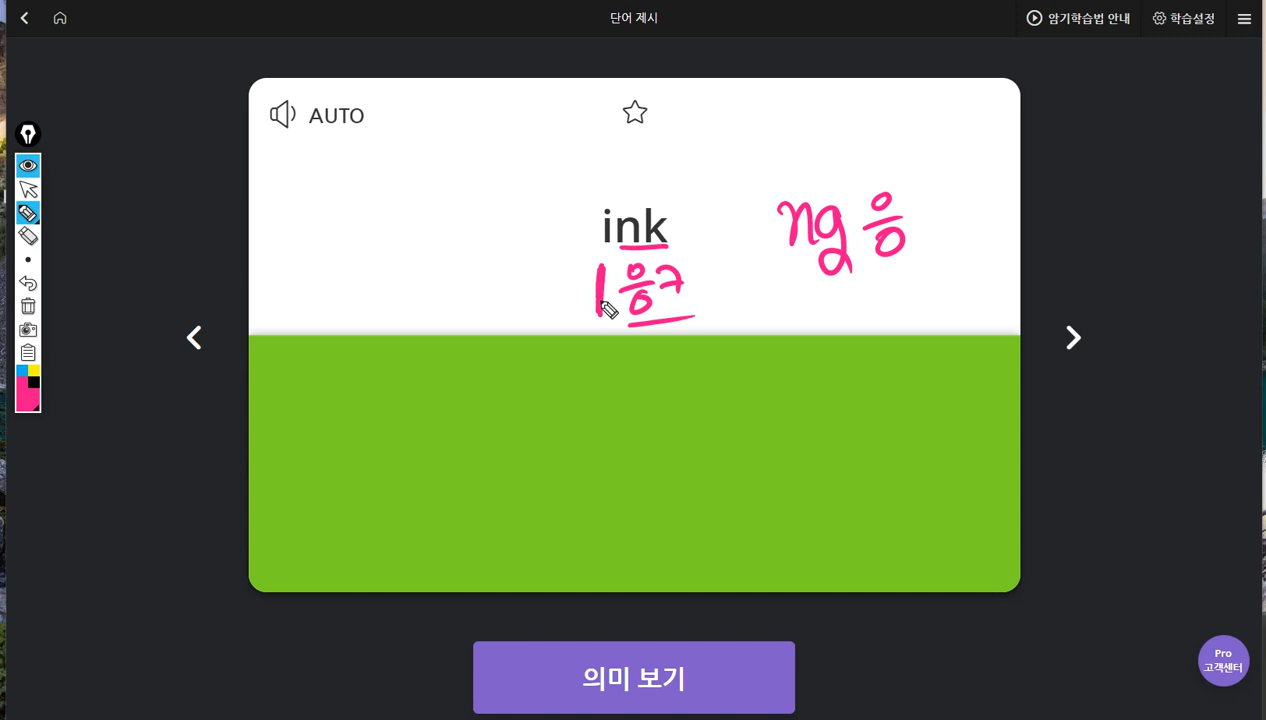 단어 제시
암기학습법 안내
학습설정
AUTO
ink
ng 응
ㅣ응ㅋ
의미 보기
Pro
고객센터